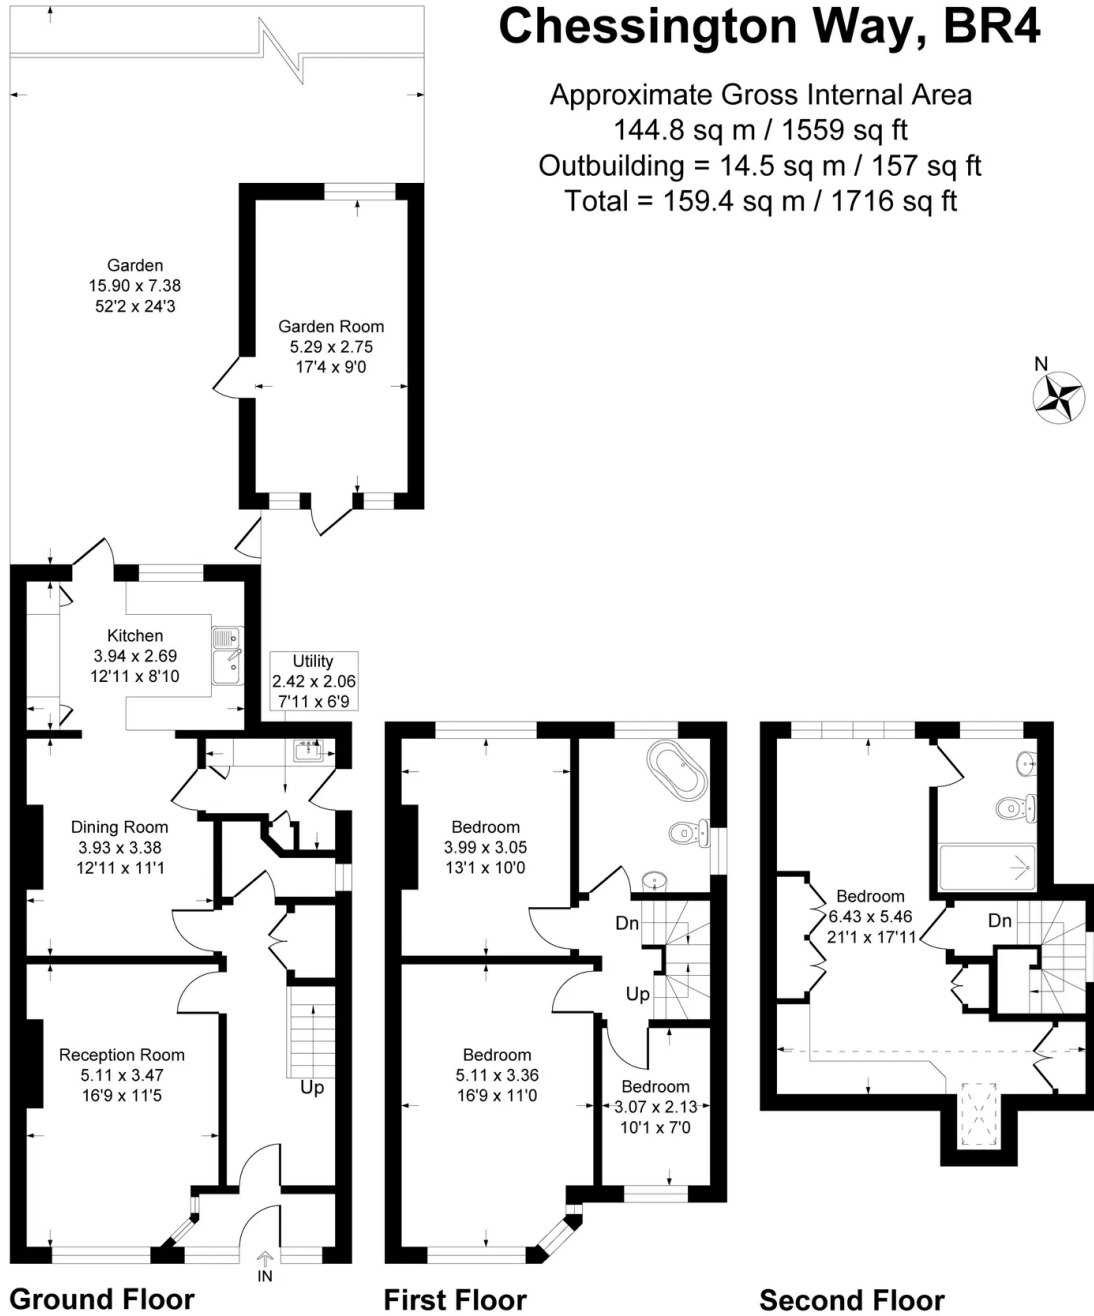 Chessington Way, BR4
Approximate Gross Internal Area
144.8 sq m / 1559 sq ft
Outbuilding = 14.5 sq m / 157 sq ft
Total = 159.4 sq m / 1716 sq ft
Garden
15.90 x 7.38
52'2 x 24'3
Garden Room
5.29 x 2.75
17'4 x 9'0
N
Kitchen
3.94 x 2.69
12'11 x 8'10
Utility
2.42 x 2.06
7'11 x 6'9
Dining Room
3.93 x 3.38
12'11 x 11'1
Reception Room
5.11 x 3.47
16'9 x 11'5
Up
IN
Ground Floor
Bedroom
3.99 x 3.05
13'1 x 10'0
Dn
Up
Bedroom
5.11 x 3.36
16'9 x 11'0
Bedroom
3.07 x 2.13
10'1 x 7'0
First Floor
Bedroom
6.43 x 5.46
21'1 x 17'11
Dn
Second Floor